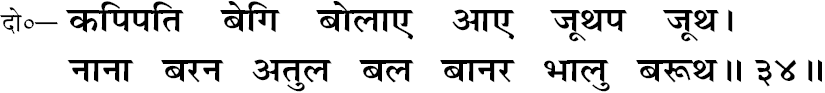 दो०— कपिपति बेगि बोलाए आए जूथप जूथ।
नाना बरन अतुल बल बानर भालु बरूथ॥ ३४॥